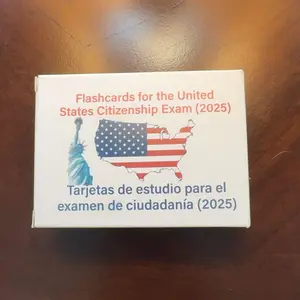 Flashcards for the United
States Citizenship Exam (2025)
Tarjetas de estudio para el
examen de ciudadanía (2025)